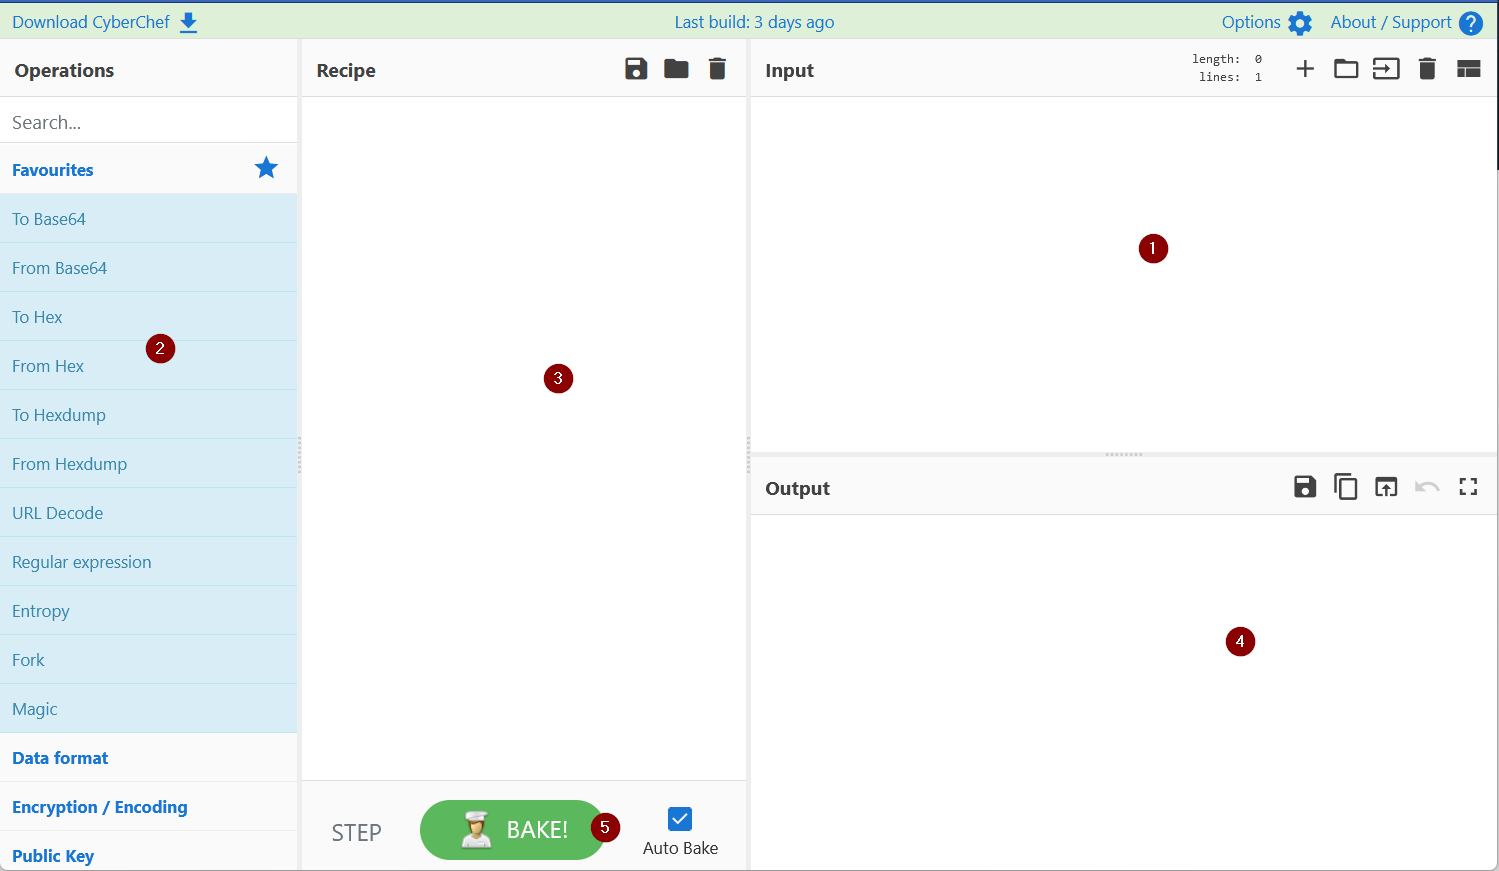 Download CyberChef
Last build: 3 days ago
Options
About / Support
Operations
Search...
Favourites
To Base64
From Base64
To Hex
2
From Hex
To Hexdump
From Hexdump
URL Decode
Regular expression
Entropy
Fork
Magic
Data format
Encryption / Encoding
Public Key
Recipe
3
STEP
BAKE!
5
Auto Bake
Input
length: 0
lines: 1
1
Output
4